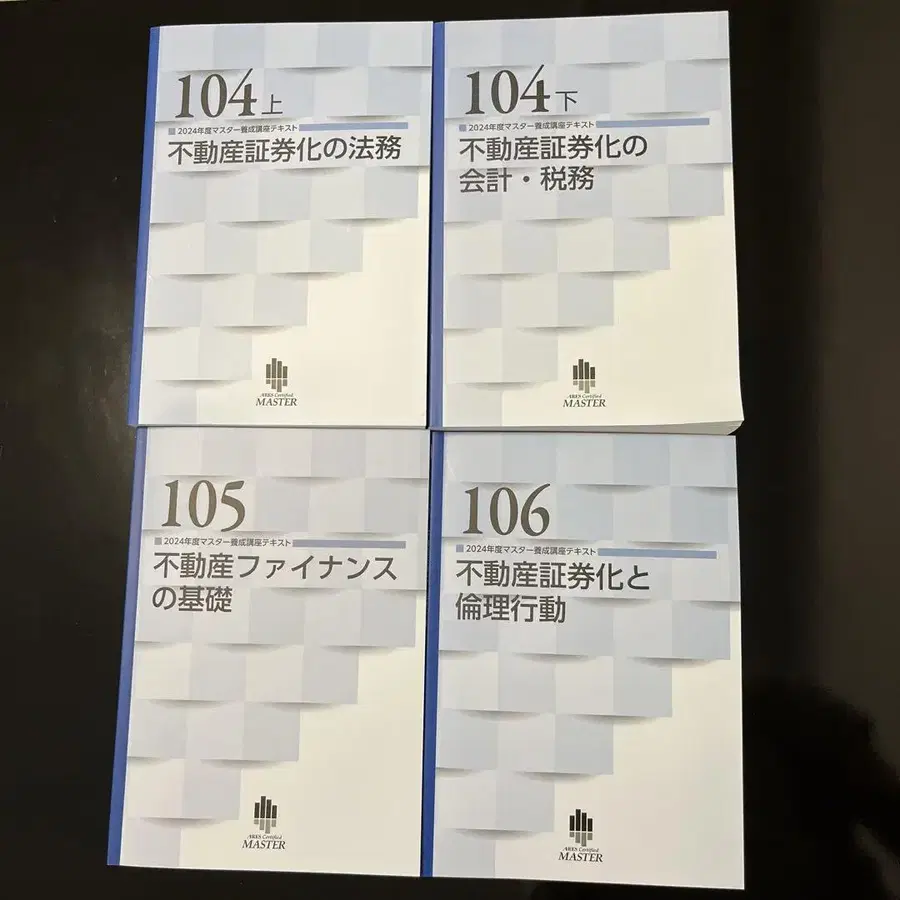 104上
2024年度マスター養成講座テキスト
不動産証券化の法務
ARES Certified
MASTER
104下
2024年度マスター養成講座テキスト
不動産証券化の
会計・税務
ARES Certified
MASTER
105
2024年度マスター養成講座テキスト
不動産ファイナンス
の基礎
ARES Certified
MASTER
106
2024年度マスター養成講座テキスト
不動産証券化と
倫理行動
ARES Certified
MASTER